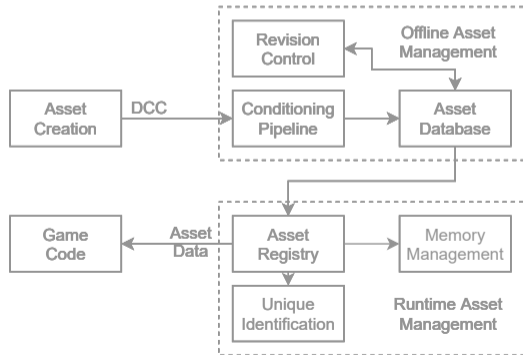 Revision
Control
Offline Asset
Management
Asset
Creation
DCC
Conditioning
Pipeline
Asset
Database
Game
Code
Asset
Data
Asset
Registry
Memory
Management
Unique
Identification
Runtime Asset
Management